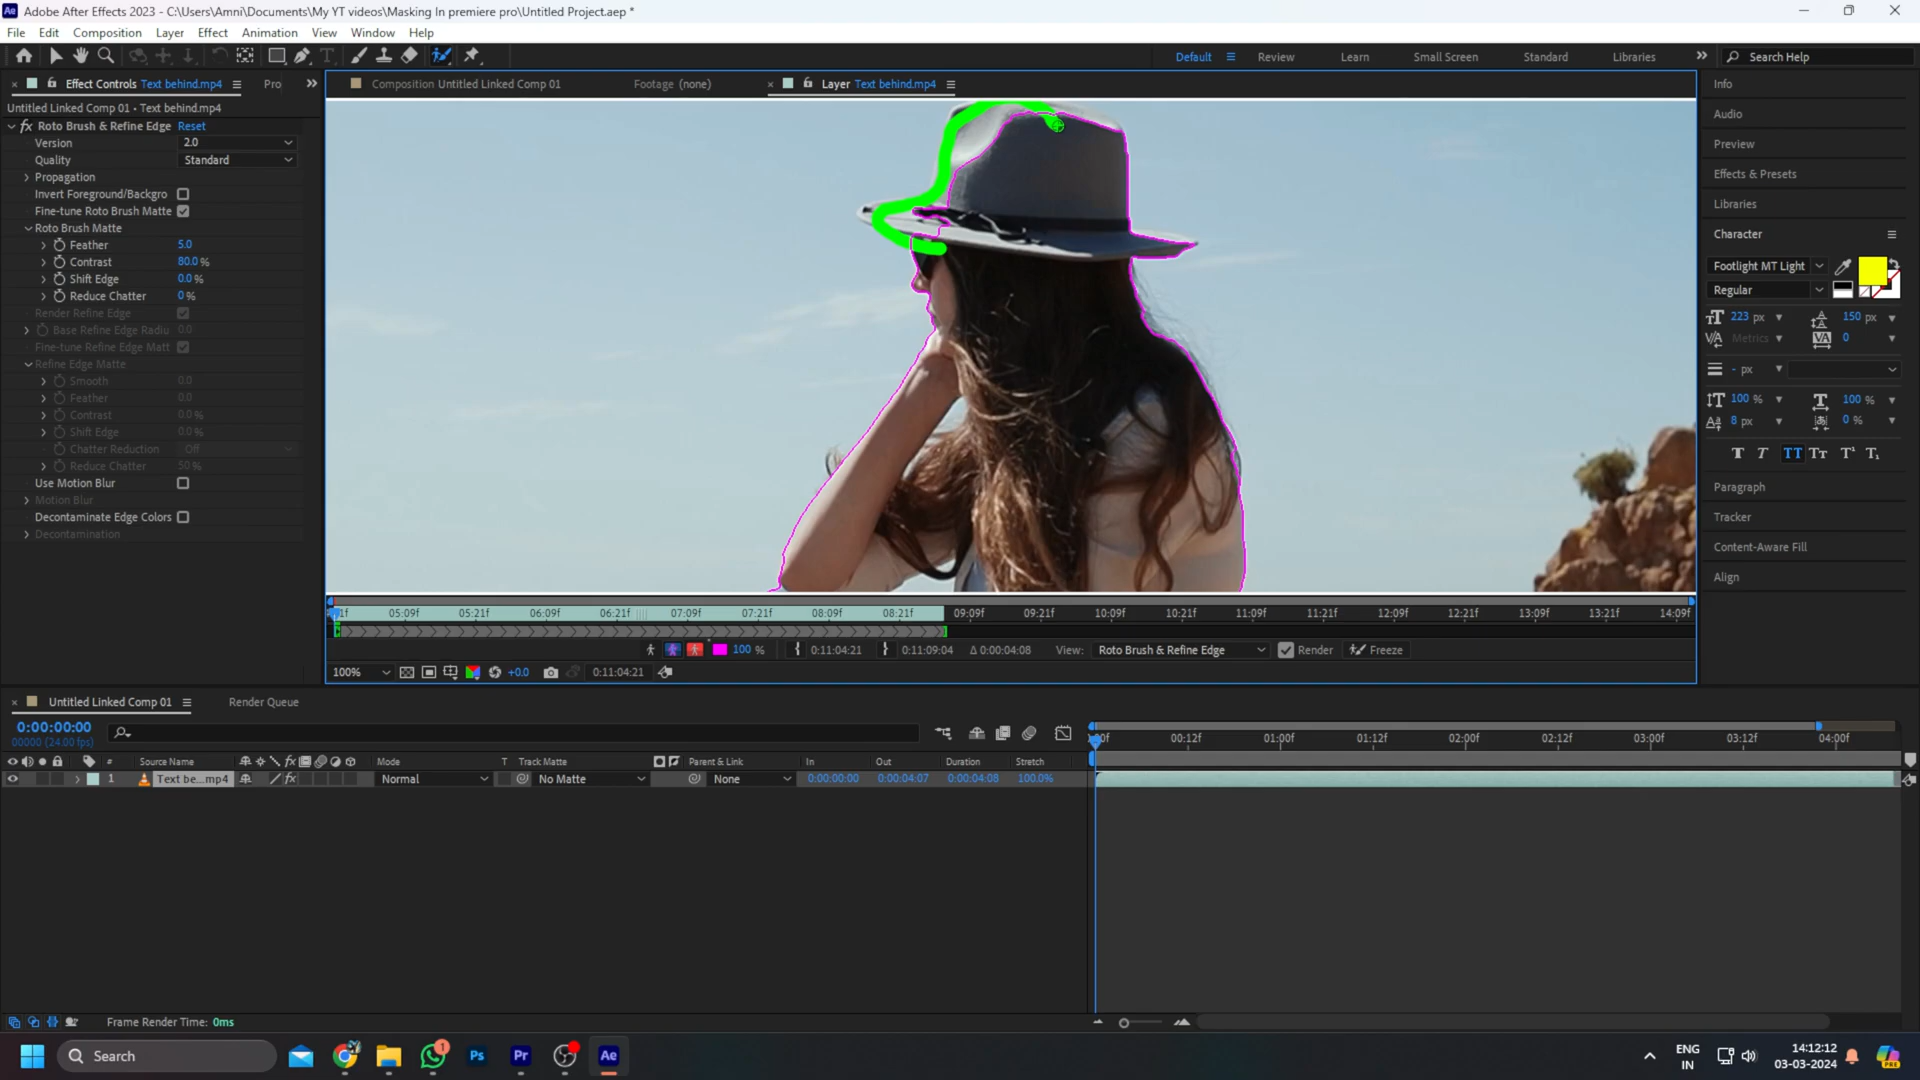 Adobe After Effects 2023 - C:\Users\Amni\Documents\My YT videos\Masking In premiere pro\Untitled Project.aep *
File Edit Composition Layer Effect Animation View Window Help
Default Review Learn Small Screen Standard Libraries Search Help
Effect Controls Text behind.mp4 Pro
Composition Untitled Linked Comp 01 Footage (none) Layer Text behind.mp4
Untitled Linked Comp 01 • Text behind.mp4
fx Roto Brush & Refine Edge Reset
Version 2.0
Quality Standard
Propagation
Invert Foreground/Backgro
Fine-tune Roto Brush Matte
Roto Brush Matte
Feather 5.0
Contrast 80.0 %
Shift Edge 0.0 %
Reduce Chatter 0 %
Render Refine Edge
Base Refine Edge Radiu 0.0
Fine-tune Refine Edge Matt
Refine Edge Matte
Smooth 0.0
Feather 0.0
Contrast 0.0 %
Shift Edge 0.0 %
Chatter Reduction Off
Reduce Chatter 50 %
Use Motion Blur
Motion Blur
Decontaminate Edge Colors
Decontamination
Info
Audio
Preview
Effects & Presets
Libraries
Character
Footlight MT Light
Regular
223 px 150 px
Metrics 0
- px
100 % 100 %
8 px 0 %
T T TT Tr T¹ T₁
Paragraph
Tracker
Content-Aware Fill
Align
1f 05:09f 05:21f 06:09f 06:21f 07:09f 07:21f 08:09f 08:21f 09:09f 09:21f 10:09f 10:21f 11:09f 11:21f 12:09f 12:21f 13:09f 13:21f 14:09f
100 % 0:11:04:21 0:11:09:04 Δ 0:00:04:08 View: Roto Brush & Refine Edge Render Freeze
100% +0.0 0:11:04:21
Untitled Linked Comp 01 Render Queue
0:00:00:00
00000 (24.00 fps)
:00f 00:12f 01:00f 01:12f 02:00f 02:12f 03:00f 03:12f 04:00f
# Source Name fx Mode T Track Matte Parent & Link In Out Duration Stretch
1 Text be...mp4 fx Normal No Matte None 0:00:00:00 0:00:04:07 0:00:04:08 100.0%
Frame Render Time: 0ms
Search
1
Ps Pr Ae
ENG
IN
14:12:12
03-03-2024
PRE